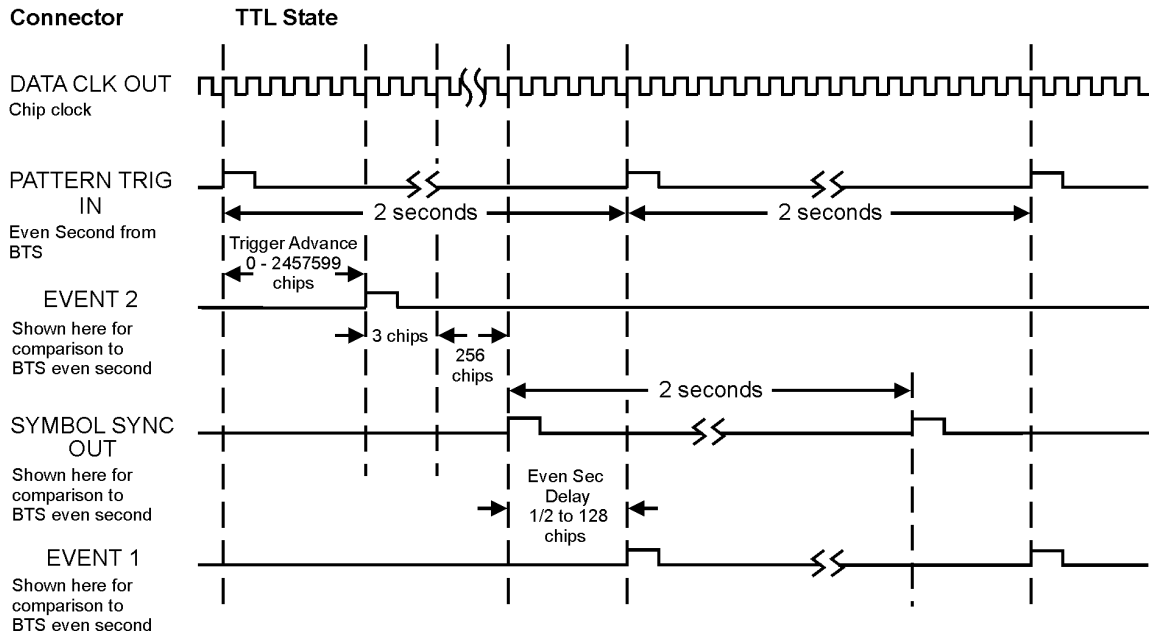 Connector TTL State
DATA CLK OUT
Chip clock
PATTERN TRIG
IN
Even Second from
BTS
2 seconds
2 seconds
Trigger Advance
0 - 2457599
chips
EVENT 2
Shown here for
comparison to
BTS even second
3 chips
256
chips
2 seconds
SYMBOL SYNC
OUT
Shown here for
comparison to
BTS even second
Even Sec
Delay
1/2 to 128
chips
EVENT 1
Shown here for
comparison to
BTS even second